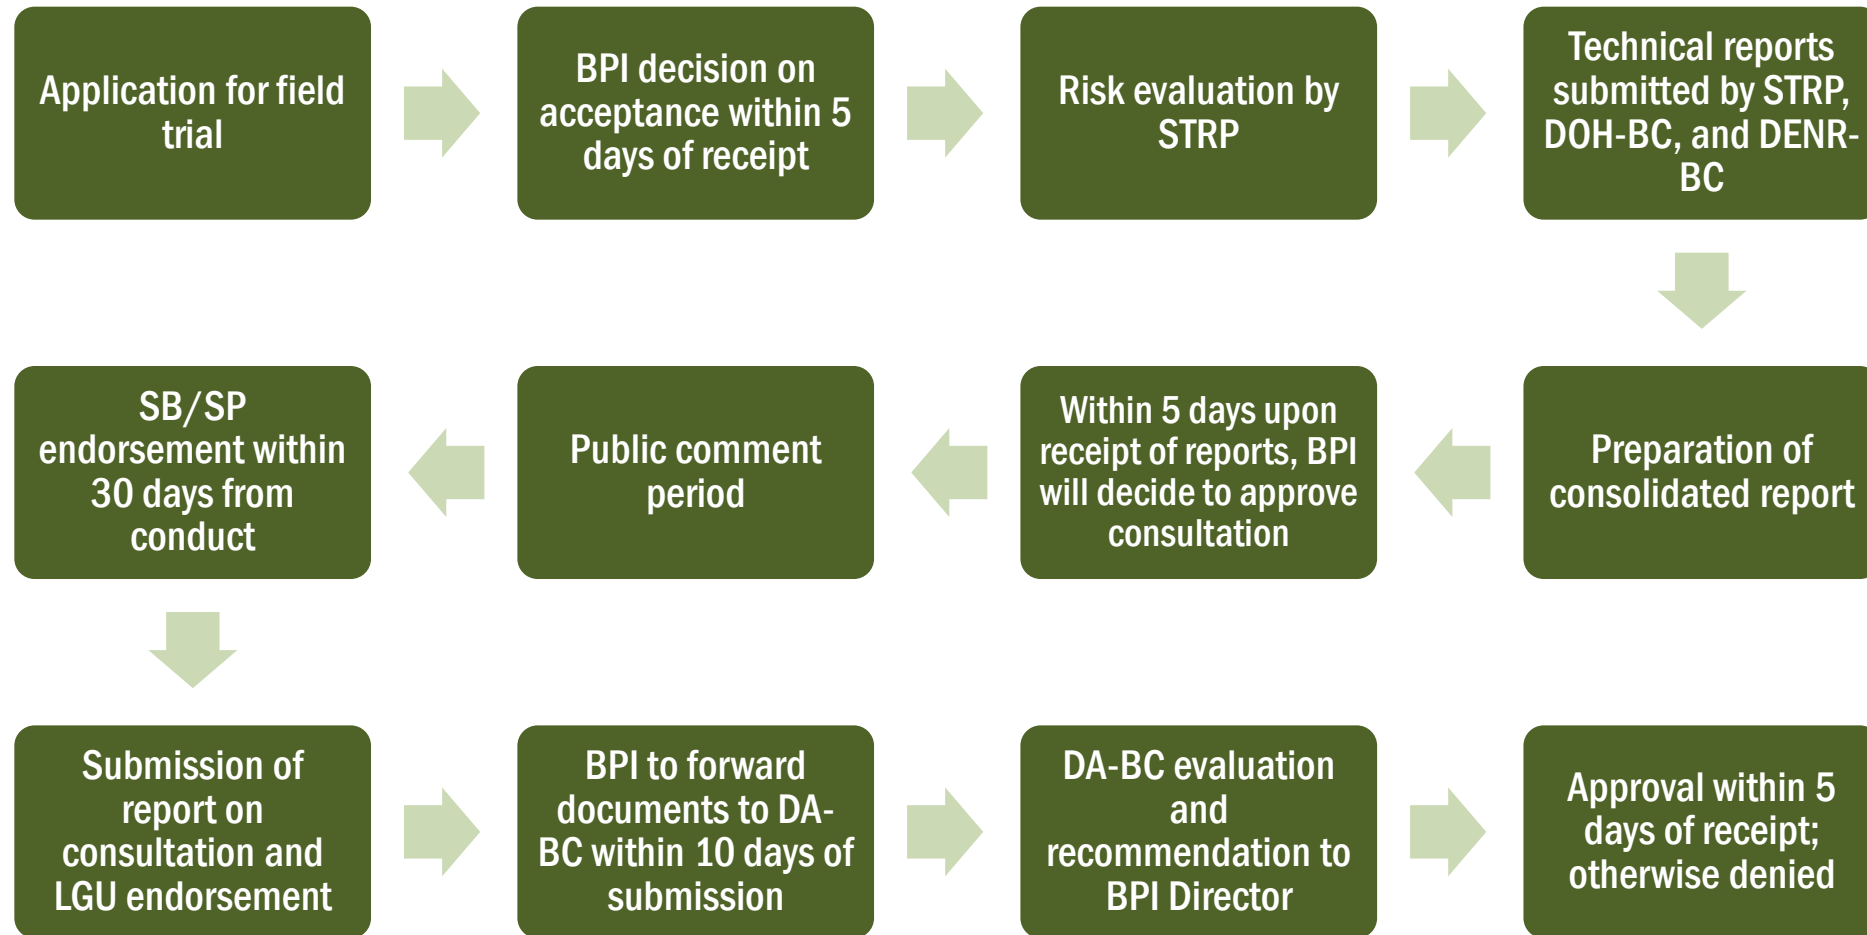 Application for field
trial
BPI decision on
acceptance within 5
days of receipt
Risk evaluation by
STRP
Technical reports
submitted by STRP,
DOH-BC, and DENR-
BC
Preparation of
consolidated report
Within 5 days upon
receipt of reports, BPI
will decide to approve
consultation
Public comment
period
SB/SP
endorsement within
30 days from
conduct
Submission of
report on
consultation and
LGU endorsement
BPI to forward
documents to DA-
BC within 10 days of
submission
DA-BC evaluation
and
recommendation to
BPI Director
Approval within 5
days of receipt;
otherwise denied